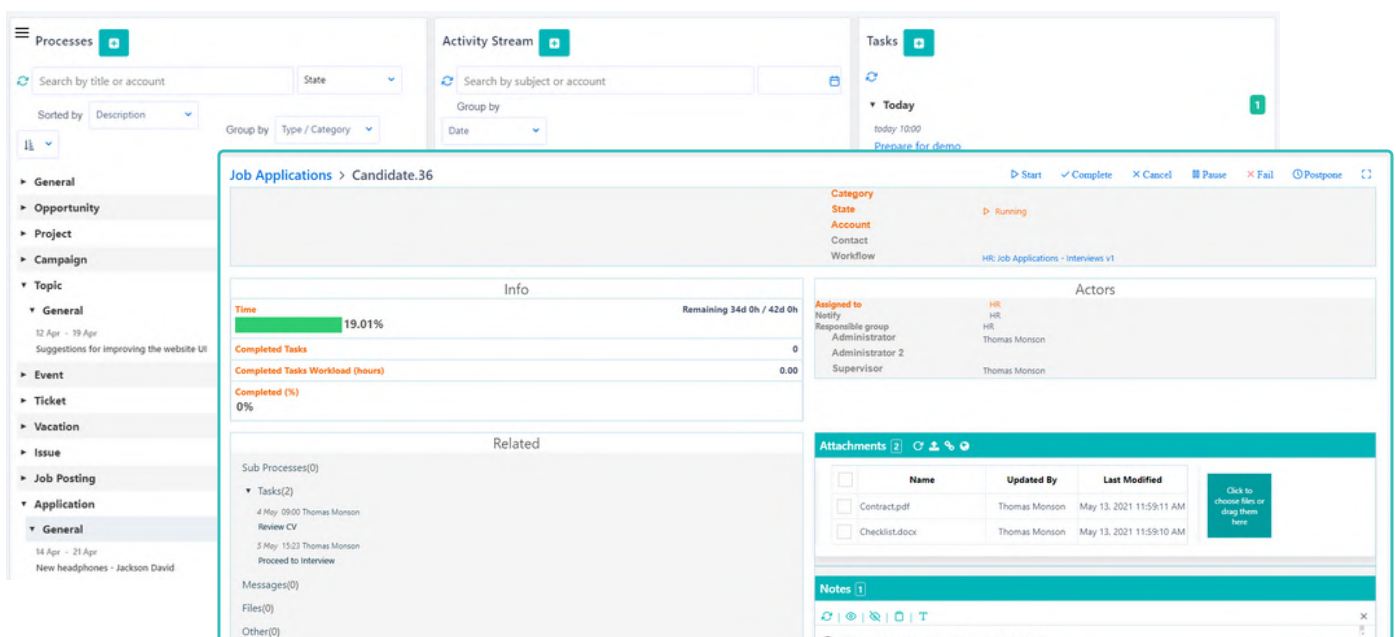 Processes
Search by title or account
State
Sorted by Description
Group by Type / Category
General
Opportunity
Project
Campaign
Topic
General
12 Apr - 19 Apr
Suggestions for improving the website UI
Event
Ticket
Vacation
Issue
Job Posting
Application
General
14 Apr - 21 Apr
New headphones - Jackson David
Activity Stream
Search by subject or account
Group by
Date
Tasks
Today 1
today 10:00
Prepare for demo
Job Applications > Candidate.36
Start Complete Cancel Pause Fail Postpone
Category
State Running
Account
Contact
Workflow HR: Job Applications - Interviews v1
Info
Time Remaining 34d 0h / 42d 0h
19.01%
Completed Tasks 0
Completed Tasks Workload (hours) 0.00
Completed (%)
0%
Actors
Assigned to HR
Notify HR
Responsible group HR
Administrator Thomas Monson
Administrator 2
Supervisor Thomas Monson
Related
Sub Processes(0)
Tasks(2)
4 May 09:00 Thomas Monson
Review CV
5 May 15:23 Thomas Monson
Proceed to Interview
Messages(0)
Files(0)
Other(0)
Attachments 2
Name Updated By Last Modified
Contract.pdf Thomas Monson May 13, 2021 11:59:11 AM
Checklist.docx Thomas Monson May 13, 2021 11:59:10 AM
Click to
choose files or
drag them
here
Notes 1